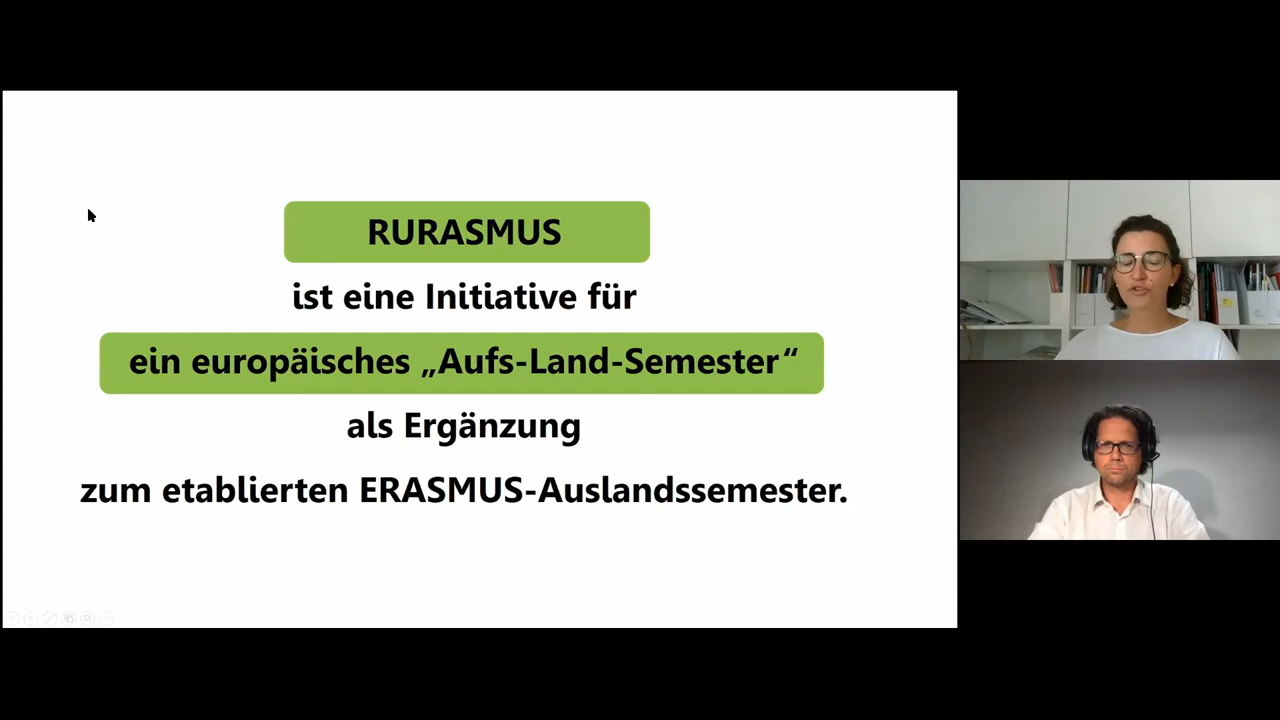 RURASMUS
ist eine Initiative für
ein europäisches „Aufs-Land-Semester“
als Ergänzung
zum etablierten ERASMUS-Auslandssemester.